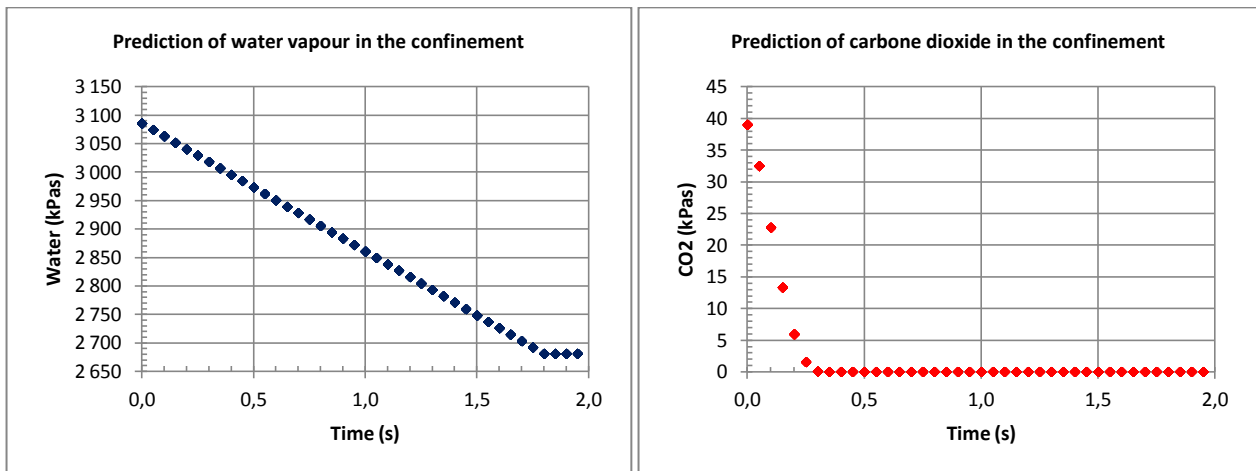 Prediction of water vapour in the confinement
3 150
3 100
3 050
3 000
2 950
2 900
2 850
2 800
2 750
2 700
2 650
Water (kPas)
0,0 0,5 1,0 1,5 2,0
Time (s)
Prediction of carbone dioxide in the confinement
45
40
35
30
25
20
15
10
5
0
CO2 (kPas)
0,0 0,5 1,0 1,5 2,0
Time (s)